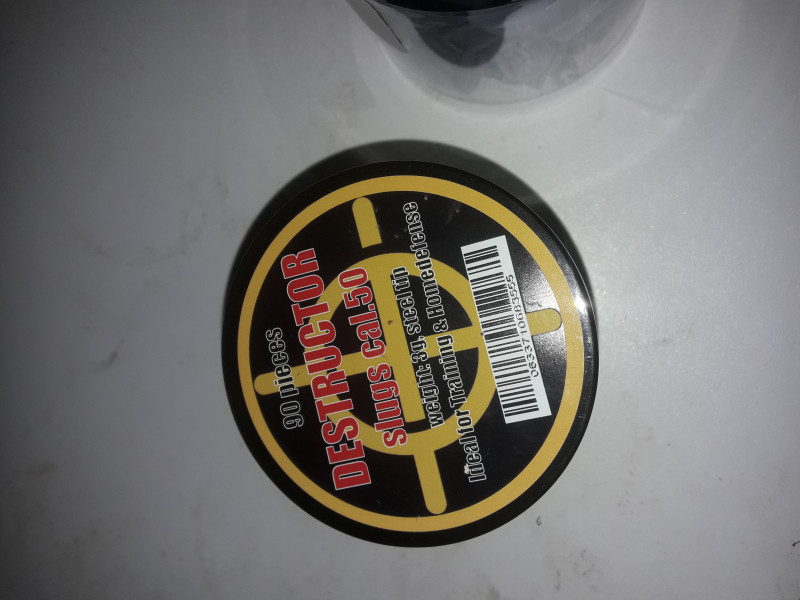 90 pieces
DESTRUCTOR
slugs cal.50
weight 3g, steel tip
Ideal for Training & Homedefense